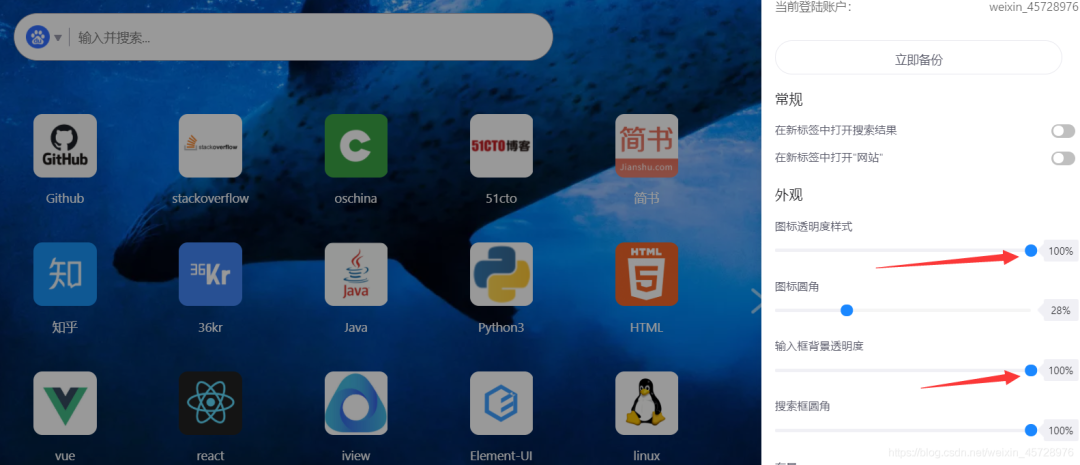 输入并搜索...
GitHub
stackoverflow
51CTO博客
简书
Jianshu.com
Github
stackoverflow
oschina
51cto
简书
知
36Kr
Java
HTML
5
知乎
36kr
Java
Python3
HTML
vue
react
iview
Element-UI
linux
当前登陆账户：
weixin_45728976
立即备份
常规
在新标签中打开搜索结果
在新标签中打开"网站"
外观
图标透明度样式
100%
图标圆角
28%
输入框背景透明度
100%
搜索框圆角
100%
https://blog.csdn.net/weixin_45728976